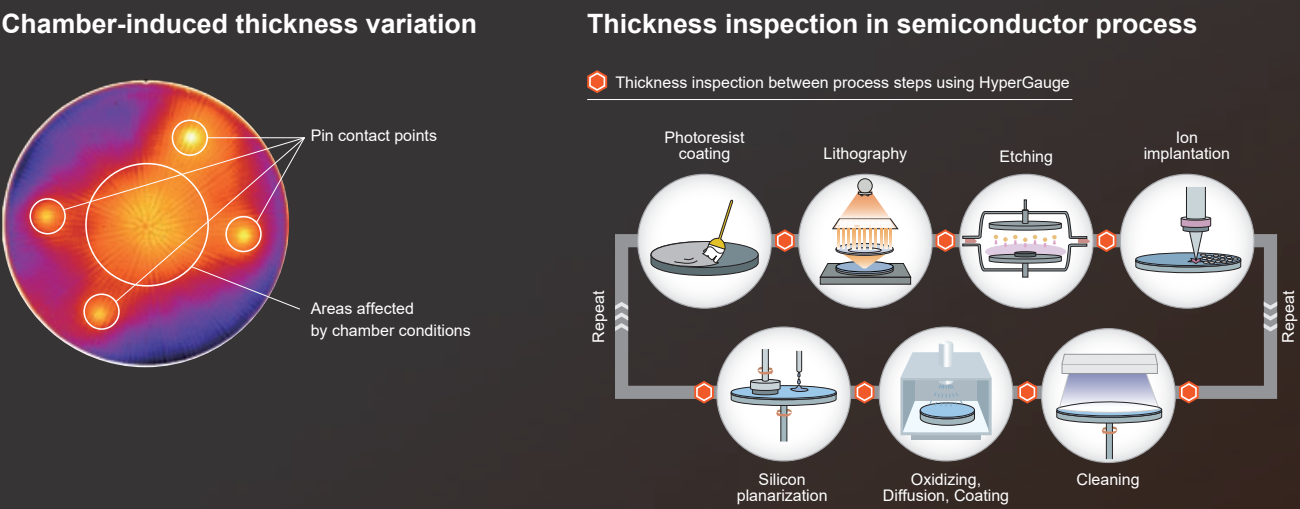 Chamber-induced thickness variation
Pin contact points
Areas affected
by chamber conditions
Thickness inspection in semiconductor process
Thickness inspection between process steps using HyperGauge
Photoresist
coating
Lithography
Etching
Ion
implantation
Repeat
Repeat
Silicon
planarization
Oxidizing,
Diffusion, Coating
Cleaning